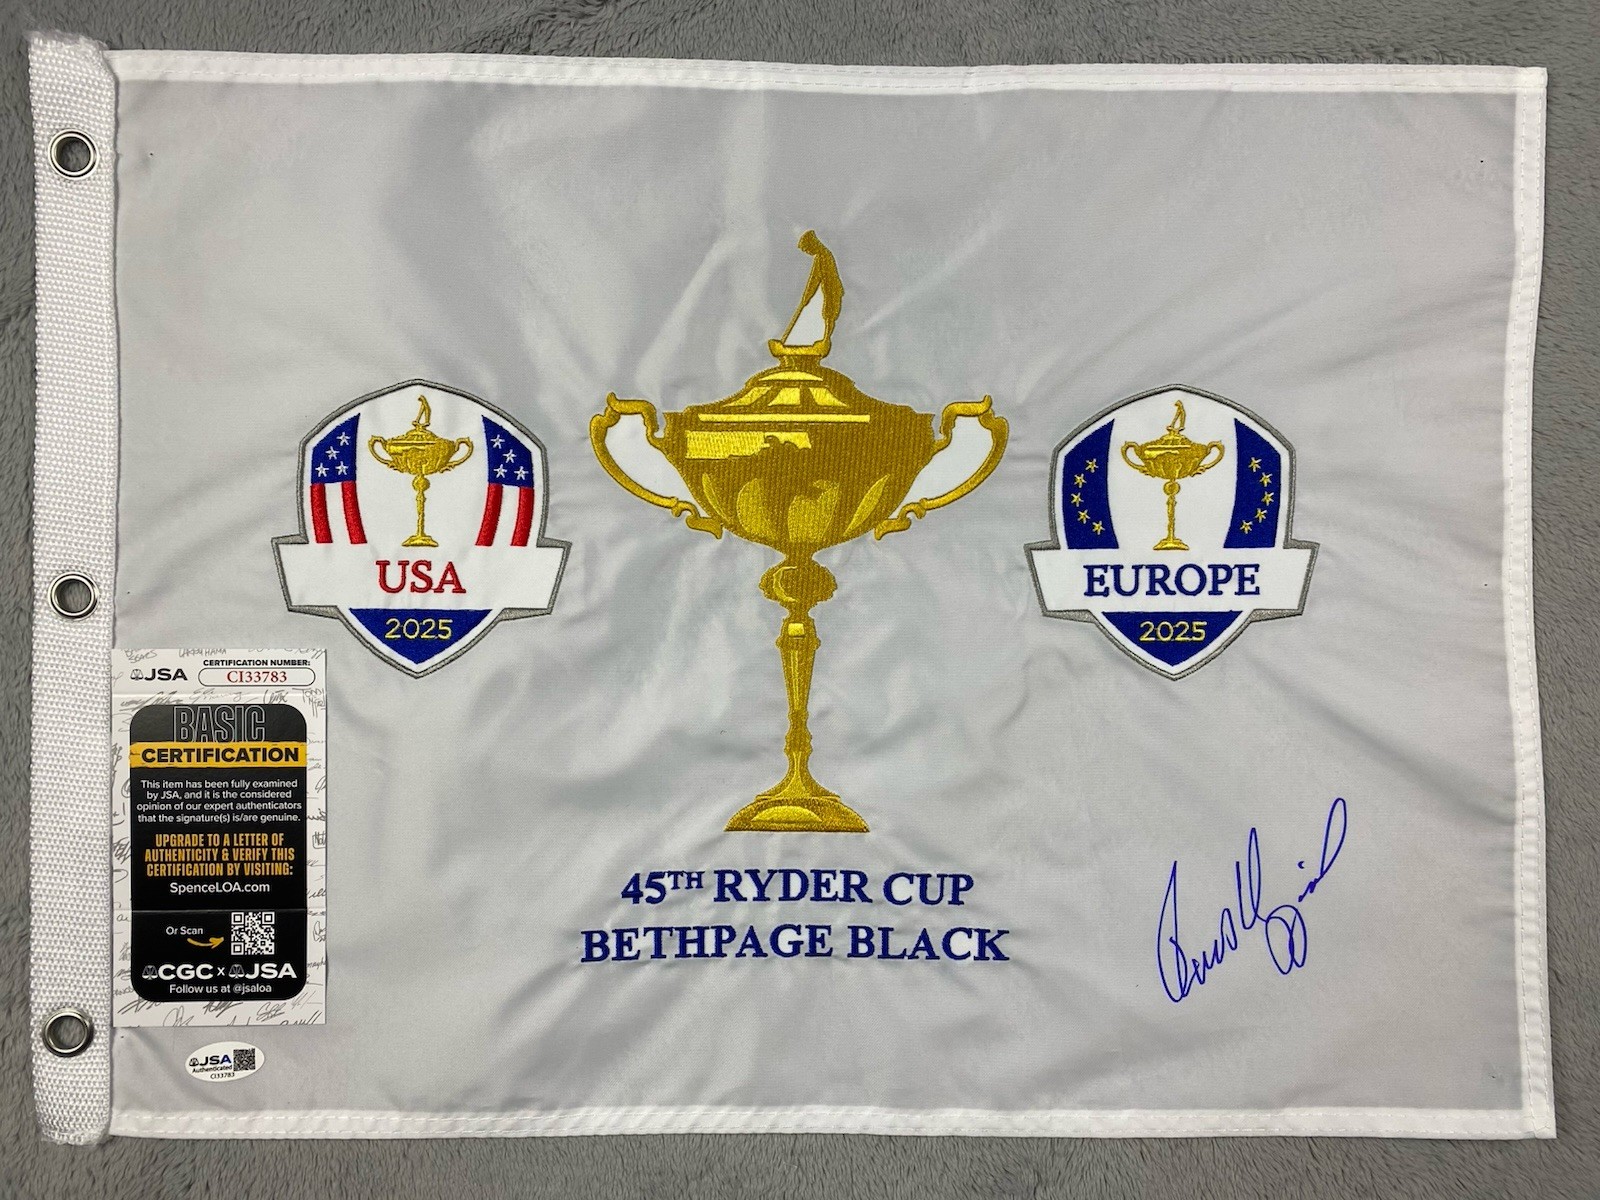 USA
2025
EUROPE
2025
45TH RYDER CUP
BETHPAGE BLACK
JSA
CERTIFICATION NUMBER:
CI33783
BASIC
CERTIFICATION
This item has been fully examined
by JSA, and it is the considered
opinion of our expert authenticators
that the signature(s) is/are genuine.
UPGRADE TO A LETTER OF
AUTHENTICITY & VERIFY THIS
CERTIFICATION BY VISITING:
SpenceLOA.com
Or Scan
CGC x JSA
Follow us at @jsaloa
JSA
Authenticated
CI33783